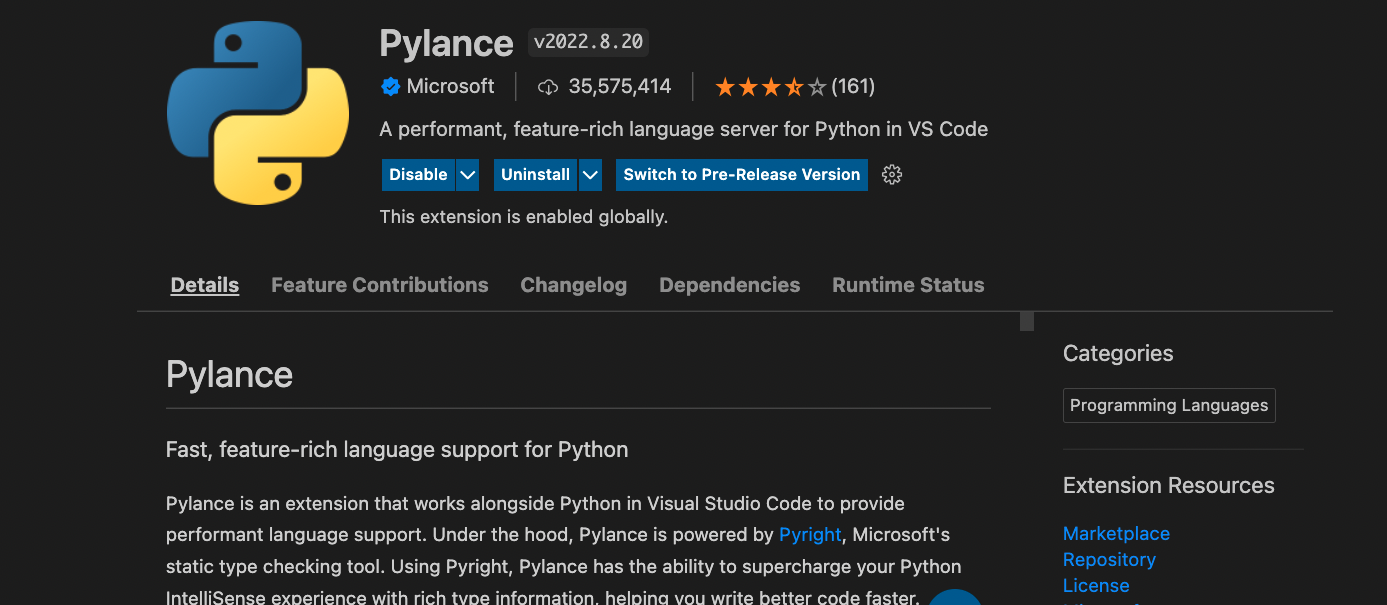 Pylance v2022.8.20
Microsoft 35,575,414 (161)
A performant, feature-rich language server for Python in VS Code
Disable Uninstall Switch to Pre-Release Version
This extension is enabled globally.
Details Feature Contributions Changelog Dependencies Runtime Status
Pylance
Fast, feature-rich language support for Python
Pylance is an extension that works alongside Python in Visual Studio Code to provide
performant language support. Under the hood, Pylance is powered by Pyright, Microsoft's
static type checking tool. Using Pyright, Pylance has the ability to supercharge your Python
IntelliSense experience with rich type information, helping you write better code faster.
Categories
Programming Languages
Extension Resources
Marketplace
Repository
License